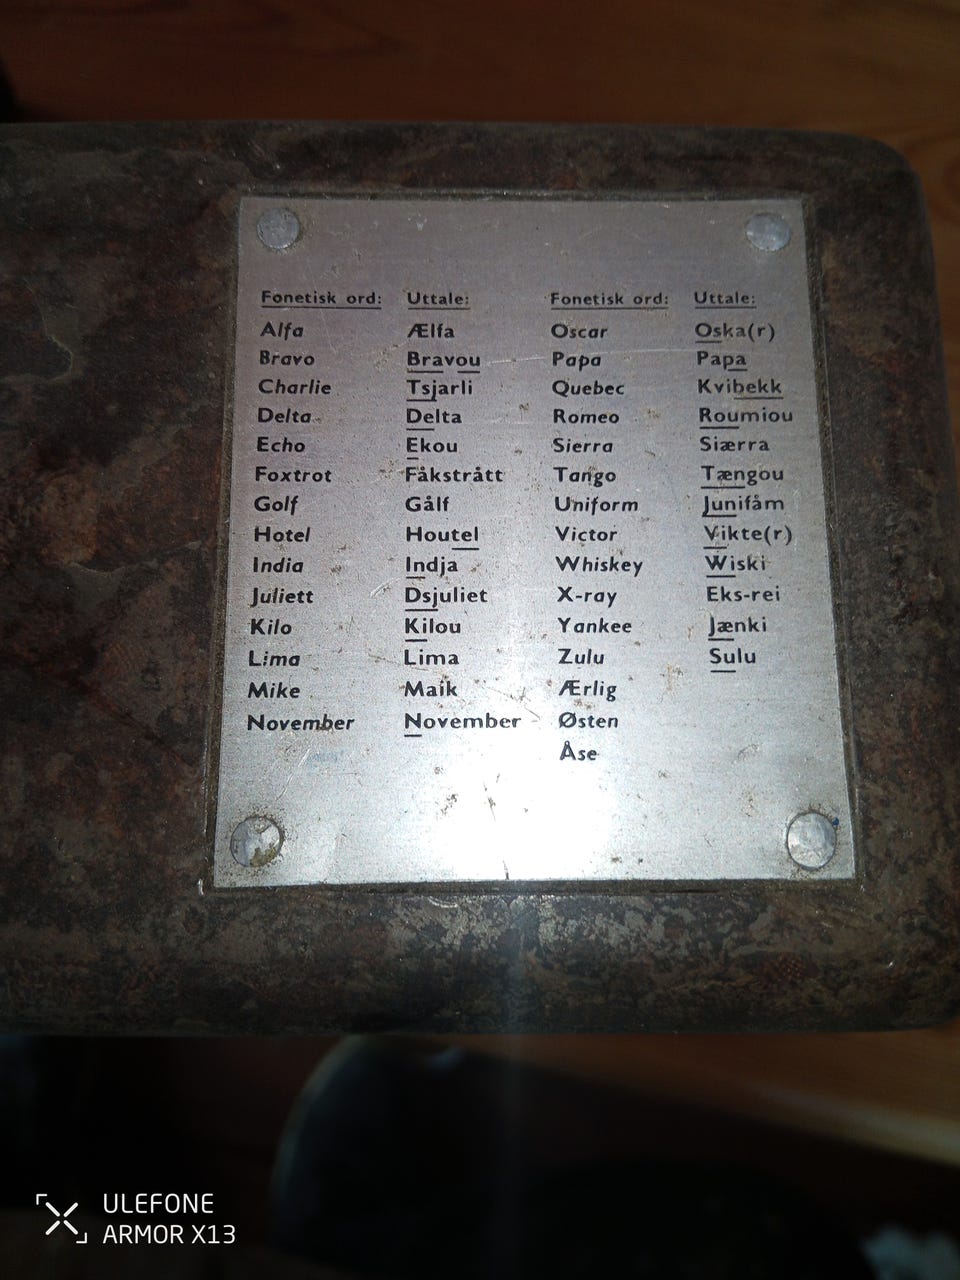 Fonetisk ord: Uttale: Fonetisk ord: Uttale:
Alfa Ælfa Oscar Oska(r)
Bravo Bravou Papa Papa
Charlie Tsjarli Quebec Kvibekk
Delta Delta Romeo Roumiou
Echo Ekou Sierra Siærra
Foxtrot Fåkstrått Tango Tængou
Golf Gålf Uniform Junifåm
Hotel Houtel Victor Vikte(r)
India Indja Whiskey Wiski
Juliett Dsjuliet X-ray Eks-rei
Kilo Kilou Yankee Jænki
Lima Lima Zulu Sulu
Mike Maik Ærlig
November November Østen
Åse
ULEFONE
ARMOR X13